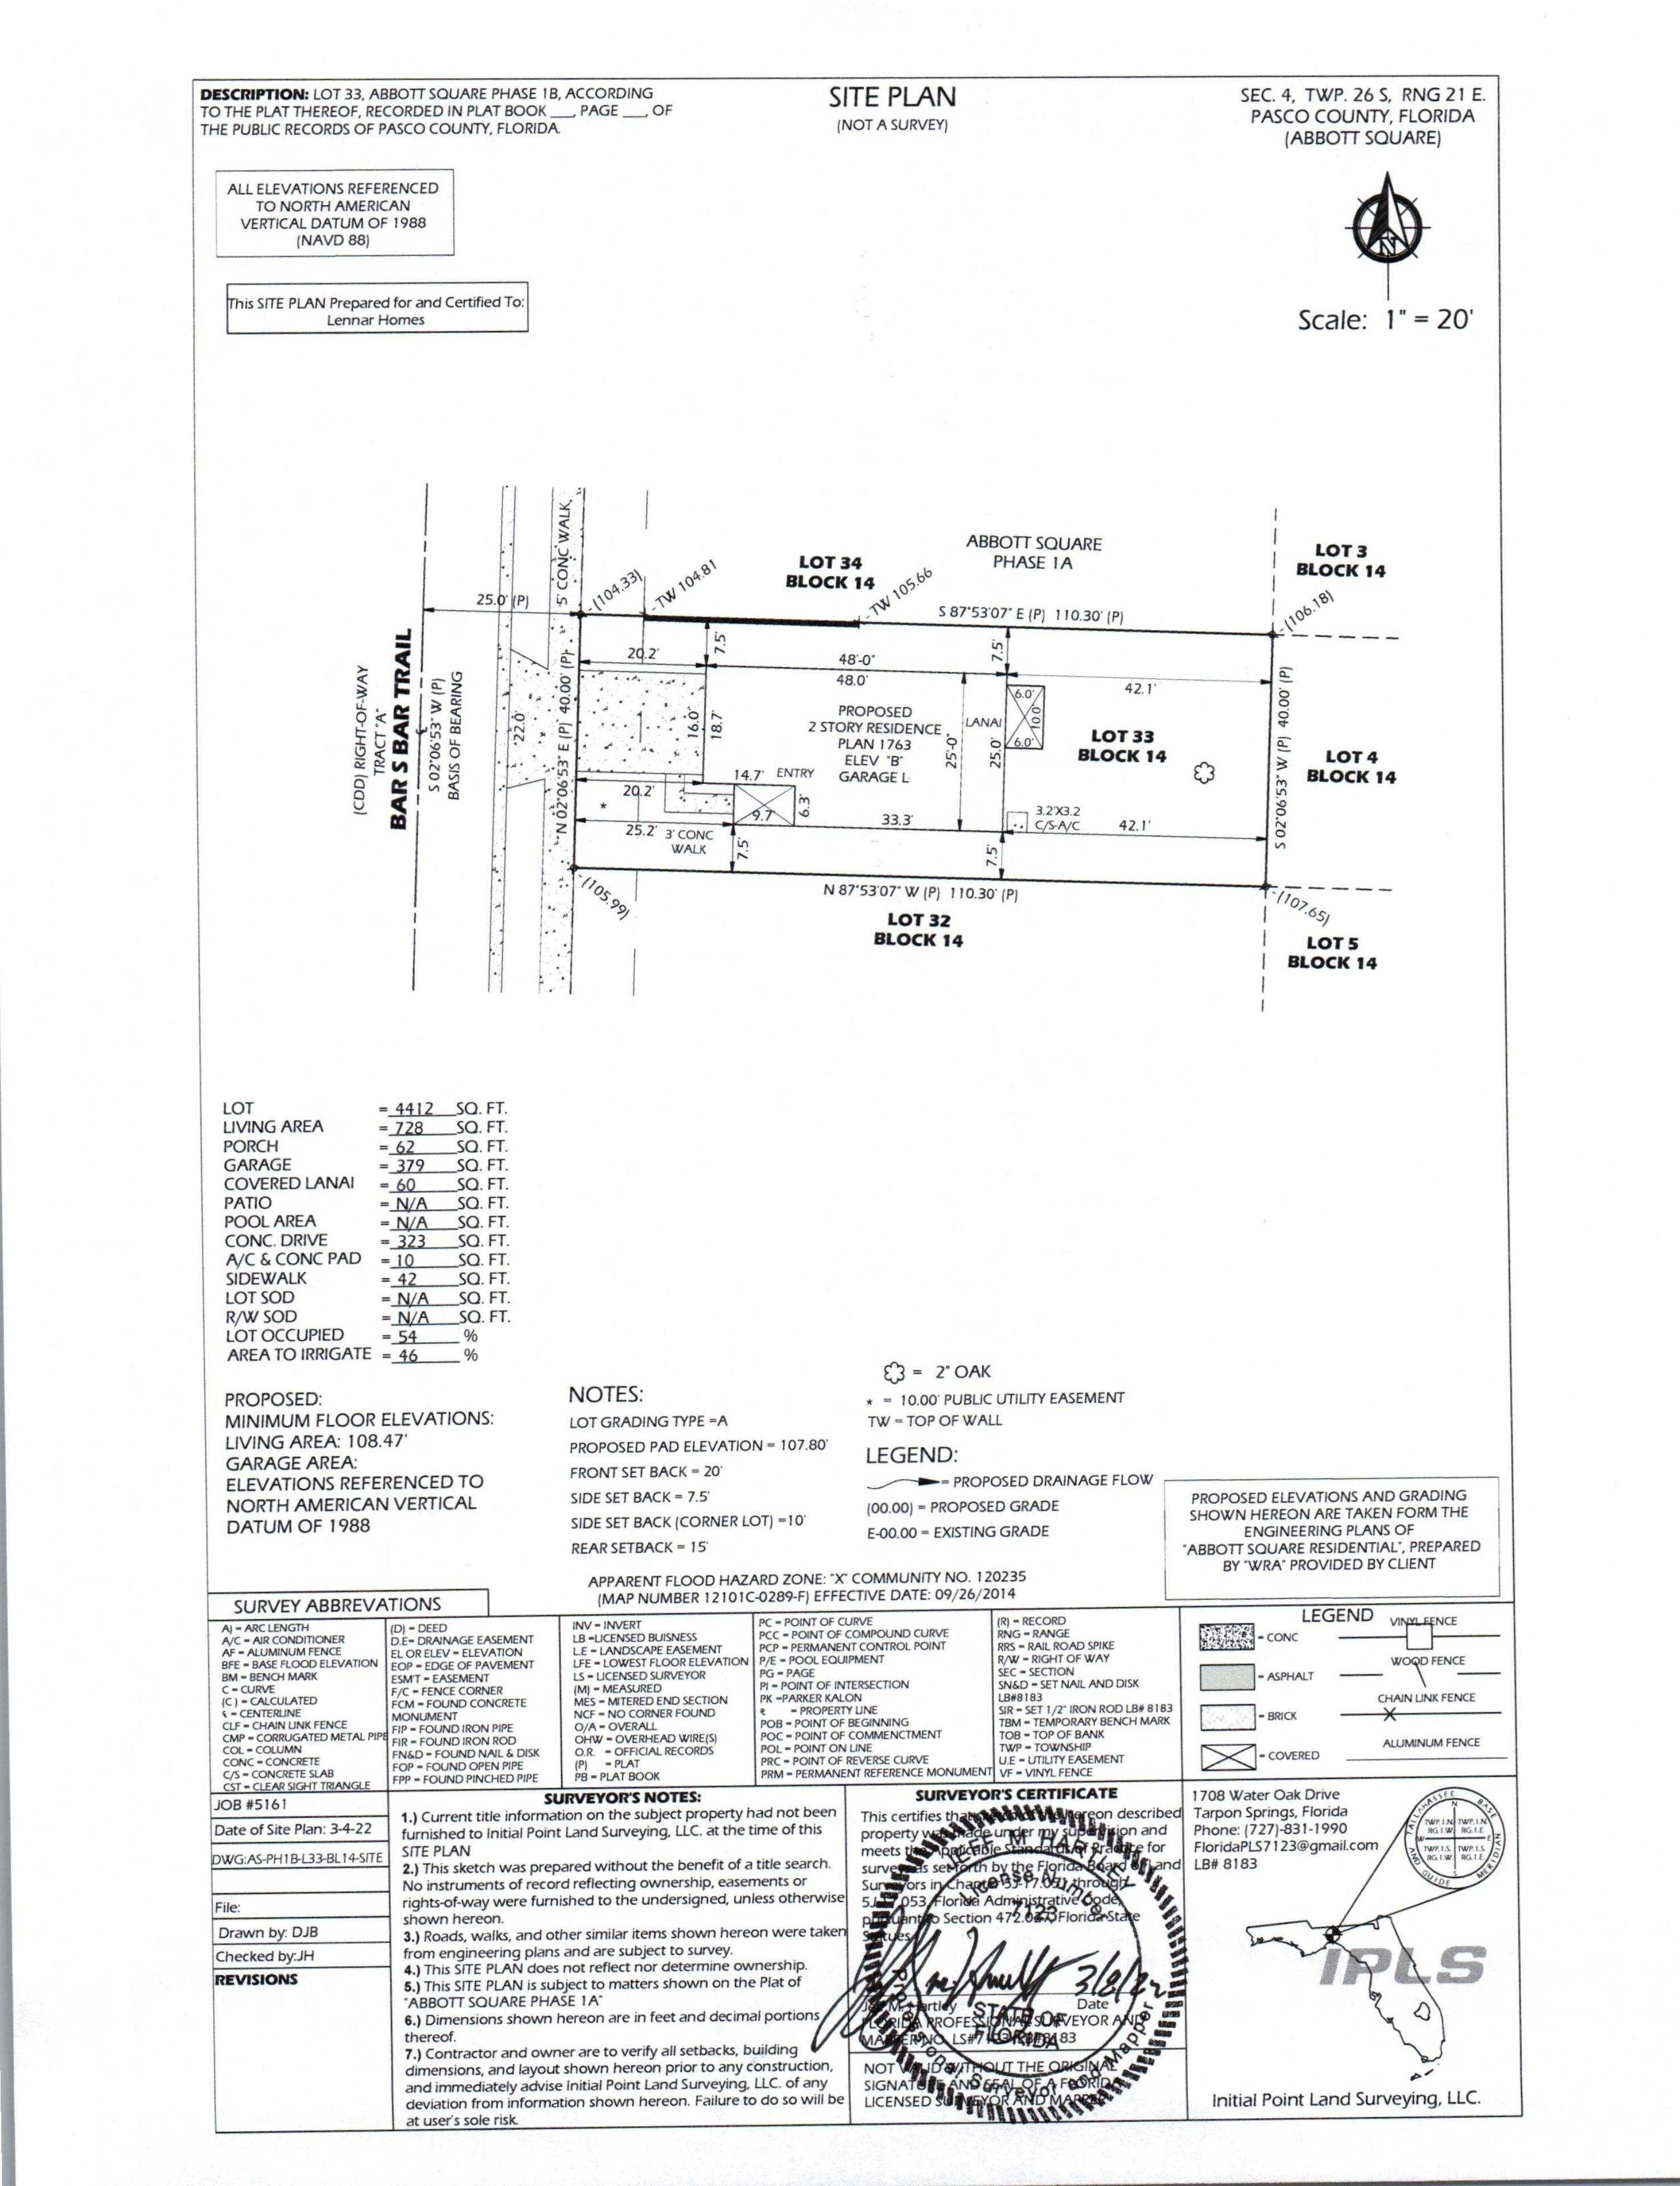 DESCRIPTION: LOT 33, ABBOTT SQUARE PHASE 1B, ACCORDING
TO THE PLAT THEREOF, RECORDED IN PLAT BOOK ___, PAGE ___, OF
THE PUBLIC RECORDS OF PASCO COUNTY, FLORIDA.
SITE PLAN
(NOT A SURVEY)
SEC. 4, TWP. 26 S, RNG 21 E.
PASCO COUNTY, FLORIDA
(ABBOTT SQUARE)
ALL ELEVATIONS REFERENCED
TO NORTH AMERICAN
VERTICAL DATUM OF 1988
(NAVD 88)
This SITE PLAN Prepared for and Certified To:
Lennar Homes
N
Scale: 1" = 20'
5' CONC WALK
25.0' (P)
(104.33)
TW 104.81
LOT 34
BLOCK 14
TW 105.66
ABBOTT SQUARE
PHASE 1A
S 87°53'07" E (P) 110.30' (P)
LOT 3
BLOCK 14
(106.18)
(CDD) RIGHT-OF-WAY
TRACT "A"
BAR S BAR TRAIL
S 02°06'53" W (P)
BASIS OF BEARING
22.0'
N 02°06'53" E (P) 40.00' (P)
20.2'
7.5'
48'-0"
48.0'
7.5'
42.1'
16.0'
18.7'
PROPOSED
2 STORY RESIDENCE
PLAN 1763
ELEV "B"
GARAGE L
25'-0"
LANAI
25.0'
6.0'
10.0'
6.0'
LOT 33
BLOCK 14
S 02°06'53" W (P) 40.00' (P)
LOT 4
BLOCK 14
14.7' ENTRY
20.2'
*
9.7'
6.3'
25.2'
3' CONC
WALK
7.5'
33.3'
3.2'X3.2
C/S-A/C
42.1'
7.5'
(105.99)
N 87°53'07" W (P) 110.30' (P)
(107.65)
LOT 32
BLOCK 14
LOT 5
BLOCK 14
LOT = 4412 SQ. FT.
LIVING AREA = 728 SQ. FT.
PORCH = 62 SQ. FT.
GARAGE = 379 SQ. FT.
COVERED LANAI = 60 SQ. FT.
PATIO = N/A SQ. FT.
POOL AREA = N/A SQ. FT.
CONC. DRIVE = 323 SQ. FT.
A/C & CONC PAD = 10 SQ. FT.
SIDEWALK = 42 SQ. FT.
LOT SOD = N/A SQ. FT.
R/W SOD = N/A SQ. FT.
LOT OCCUPIED = 54 %
AREA TO IRRIGATE = 46 %
PROPOSED:
MINIMUM FLOOR ELEVATIONS:
LIVING AREA: 108.47'
GARAGE AREA:
ELEVATIONS REFERENCED TO
NORTH AMERICAN VERTICAL
DATUM OF 1988
NOTES:
LOT GRADING TYPE =A
PROPOSED PAD ELEVATION = 107.80'
FRONT SET BACK = 20'
SIDE SET BACK = 7.5'
SIDE SET BACK (CORNER LOT) =10'
REAR SETBACK = 15'
= 2" OAK
* = 10.00' PUBLIC UTILITY EASEMENT
TW = TOP OF WALL
LEGEND:
= PROPOSED DRAINAGE FLOW
(00.00) = PROPOSED GRADE
E-00.00 = EXISTING GRADE
PROPOSED ELEVATIONS AND GRADING
SHOWN HEREON ARE TAKEN FORM THE
ENGINEERING PLANS OF
"ABBOTT SQUARE RESIDENTIAL", PREPARED
BY "WRA" PROVIDED BY CLIENT
APPARENT FLOOD HAZARD ZONE: "X" COMMUNITY NO. 120235
(MAP NUMBER 12101C-0289-F) EFFECTIVE DATE: 09/26/2014
SURVEY ABBREVATIONS
A) = ARC LENGTH
A/C = AIR CONDITIONER
AF = ALUMINUM FENCE
BFE = BASE FLOOD ELEVATION
BM = BENCH MARK
C = CURVE
(C ) = CALCULATED
℄ = CENTERLINE
CLF = CHAIN LINK FENCE
CMP = CORRUGATED METAL PIPE
COL = COLUMN
CONC = CONCRETE
C/S = CONCRETE SLAB
CST = CLEAR SIGHT TRIANGLE
(D) = DEED
D.E= DRAINAGE EASEMENT
EL OR ELEV = ELEVATION
EOP = EDGE OF PAVEMENT
ESMT = EASEMENT
F/C = FENCE CORNER
FCM = FOUND CONCRETE
MONUMENT
FIP = FOUND IRON PIPE
FIR = FOUND IRON ROD
FN&D = FOUND NAIL & DISK
FOP = FOUND OPEN PIPE
FPP = FOUND PINCHED PIPE
INV = INVERT
LB =LICENSED BUISNESS
L.E = LANDSCAPE EASEMENT
LFE = LOWEST FLOOR ELEVATION
LS = LICENSED SURVEYOR
(M) = MEASURED
MES = MITERED END SECTION
NCF = NO CORNER FOUND
O/A = OVERALL
OHW = OVERHEAD WIRE(S)
O.R. = OFFICIAL RECORDS
(P) = PLAT
PB = PLAT BOOK
PC = POINT OF CURVE
PCC = POINT OF COMPOUND CURVE
PCP = PERMANENT CONTROL POINT
P/E = POOL EQUIPMENT
PG = PAGE
PI = POINT OF INTERSECTION
PK =PARKER KALON
= PROPERTY LINE
POB = POINT OF BEGINNING
POC = POINT OF COMMENCTMENT
POL = POINT ON LINE
PRC = POINT OF REVERSE CURVE
PRM = PERMANENT REFERENCE MONUMENT
(R) = RECORD
RNG = RANGE
RRS = RAIL ROAD SPIKE
R/W = RIGHT OF WAY
SEC = SECTION
SN&D = SET NAIL AND DISK
LB#8183
SIR = SET 1/2" IRON ROD LB# 8183
TBM = TEMPORARY BENCH MARK
TOB = TOP OF BANK
TWP = TOWNSHIP
U.E = UTILITY EASEMENT
VF = VINYL FENCE
LEGEND
= CONC
= ASPHALT
= BRICK
= COVERED
VINYL FENCE
WOOD FENCE
CHAIN LINK FENCE
ALUMINUM FENCE
JOB #5161
Date of Site Plan: 3-4-22
DWG:AS-PH1B-L33-BL14-SITE
File:
Drawn by: DJB
Checked by:JH
REVISIONS
SURVEYOR'S NOTES:
1.) Current title information on the subject property had not been
furnished to Initial Point Land Surveying, LLC. at the time of this
SITE PLAN
2.) This sketch was prepared without the benefit of a title search.
No instruments of record reflecting ownership, easements or
rights-of-way were furnished to the undersigned, unless otherwise
shown hereon.
3.) Roads, walks, and other similar items shown hereon were taken
from engineering plans and are subject to survey.
4.) This SITE PLAN does not reflect nor determine ownership.
5.) This SITE PLAN is subject to matters shown on the Plat of
"ABBOTT SQUARE PHASE 1A"
6.) Dimensions shown hereon are in feet and decimal portions
thereof.
7.) Contractor and owner are to verify all setbacks, building
dimensions, and layout shown hereon prior to any construction,
and immediately advise Initial Point Land Surveying, LLC. of any
deviation from information shown hereon. Failure to do so will be
at user's sole risk.
SURVEYOR'S CERTIFICATE
This certifies that hereon described
property was made under my supervision and
meets the Applicable Standards of Practice for
surveys as set forth by the Florida Board of Land
Surveyors in Chapter 5J-17.051 through
5J-17.053 Florida Administrative Code,
pursuant to Section 472.027 Florida State
Statues.
3/8/22
Hartley Date
FLORIDA PROFESSIONAL SURVEYOR AND
MAPPER NO. LS#7123 LB#8183
NOT VALID WITHOUT THE ORIGINAL
SIGNATURE AND SEAL OF A FLORIDA
LICENSED SURVEYOR AND MAPPER
License Number
7123
STATE OF
FLORIDA
Professional Surveyor and Mapper
1708 Water Oak Drive
Tarpon Springs, Florida
Phone: (727)-831-1990
FloridaPLS7123@gmail.com
LB# 8183
TALLAHASSEE BASE
AND GUIDE MERIDIAN
N
TWP.1.N. TWP.1.N.
RG.1.W. RG.1.E.
W E
TWP.1S. TWP.1S.
RG.1.W. RG.1.E.
S
IPLS
Initial Point Land Surveying, LLC.